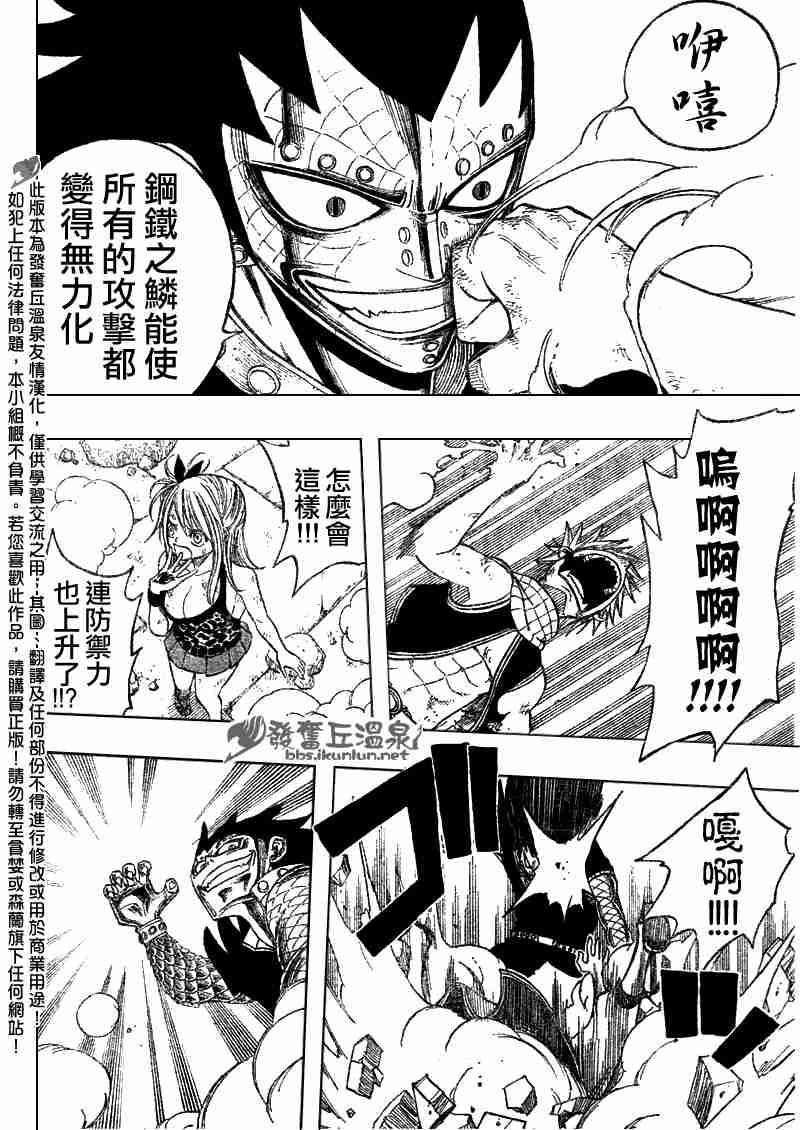 咿
嘻
鋼鐵之鱗能使
所有的攻擊都
變得無力化
嗚啊啊啊啊!!!!
怎麼會
這樣!!!
連防禦力
也上升了!!?
嘎啊!!!!
ゴッ
發奮丘溫泉
bbs.ikunlun.net
此版本為發奮丘溫泉友情漢化，僅供學習交流之用；其圖、翻譯及任何部份不得進行修改或用於商業用途！
如犯上任何法律問題，本小組概不負責。若您喜歡此作品，請購買正版！請勿轉至貪婪或森蘭旗下任何網站！